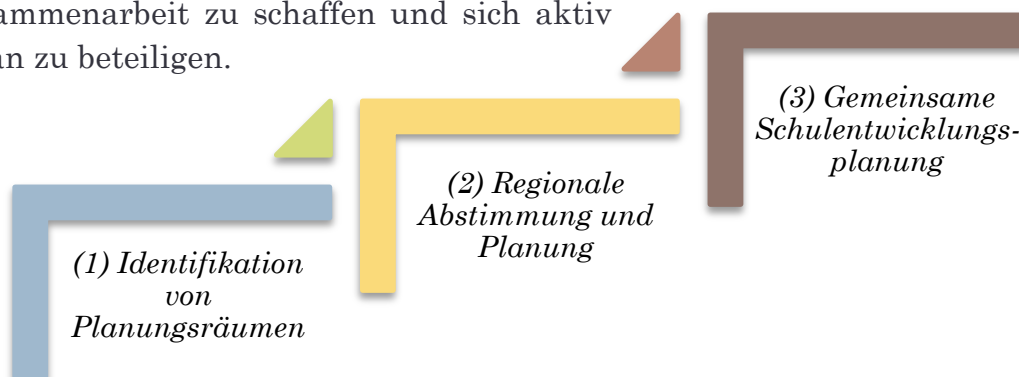 ammenarbeit zu schaffen und sich aktiv
an zu beteiligen.
(1) Identifikation
von
Planungsräumen
(2) Regionale
Abstimmung und
Planung
(3) Gemeinsame
Schulentwicklungs-
planung